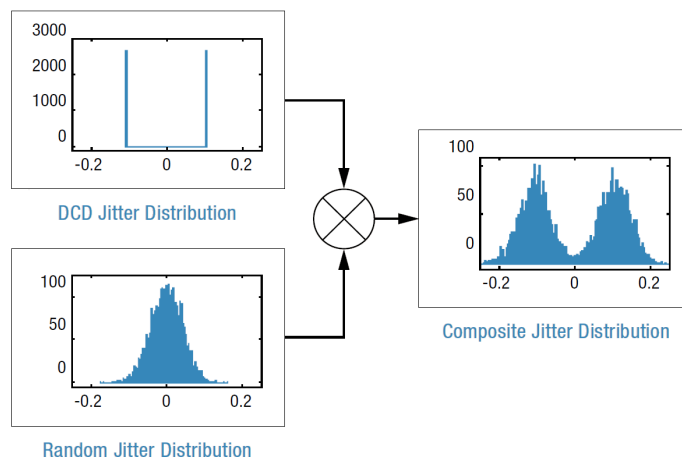 3000
2000
1000
0
-0.2 0 0.2
DCD Jitter Distribution
100
50
0
-0.2 0 0.2
Random Jitter Distribution
100
50
0
-0.2 0 0.2
Composite Jitter Distribution